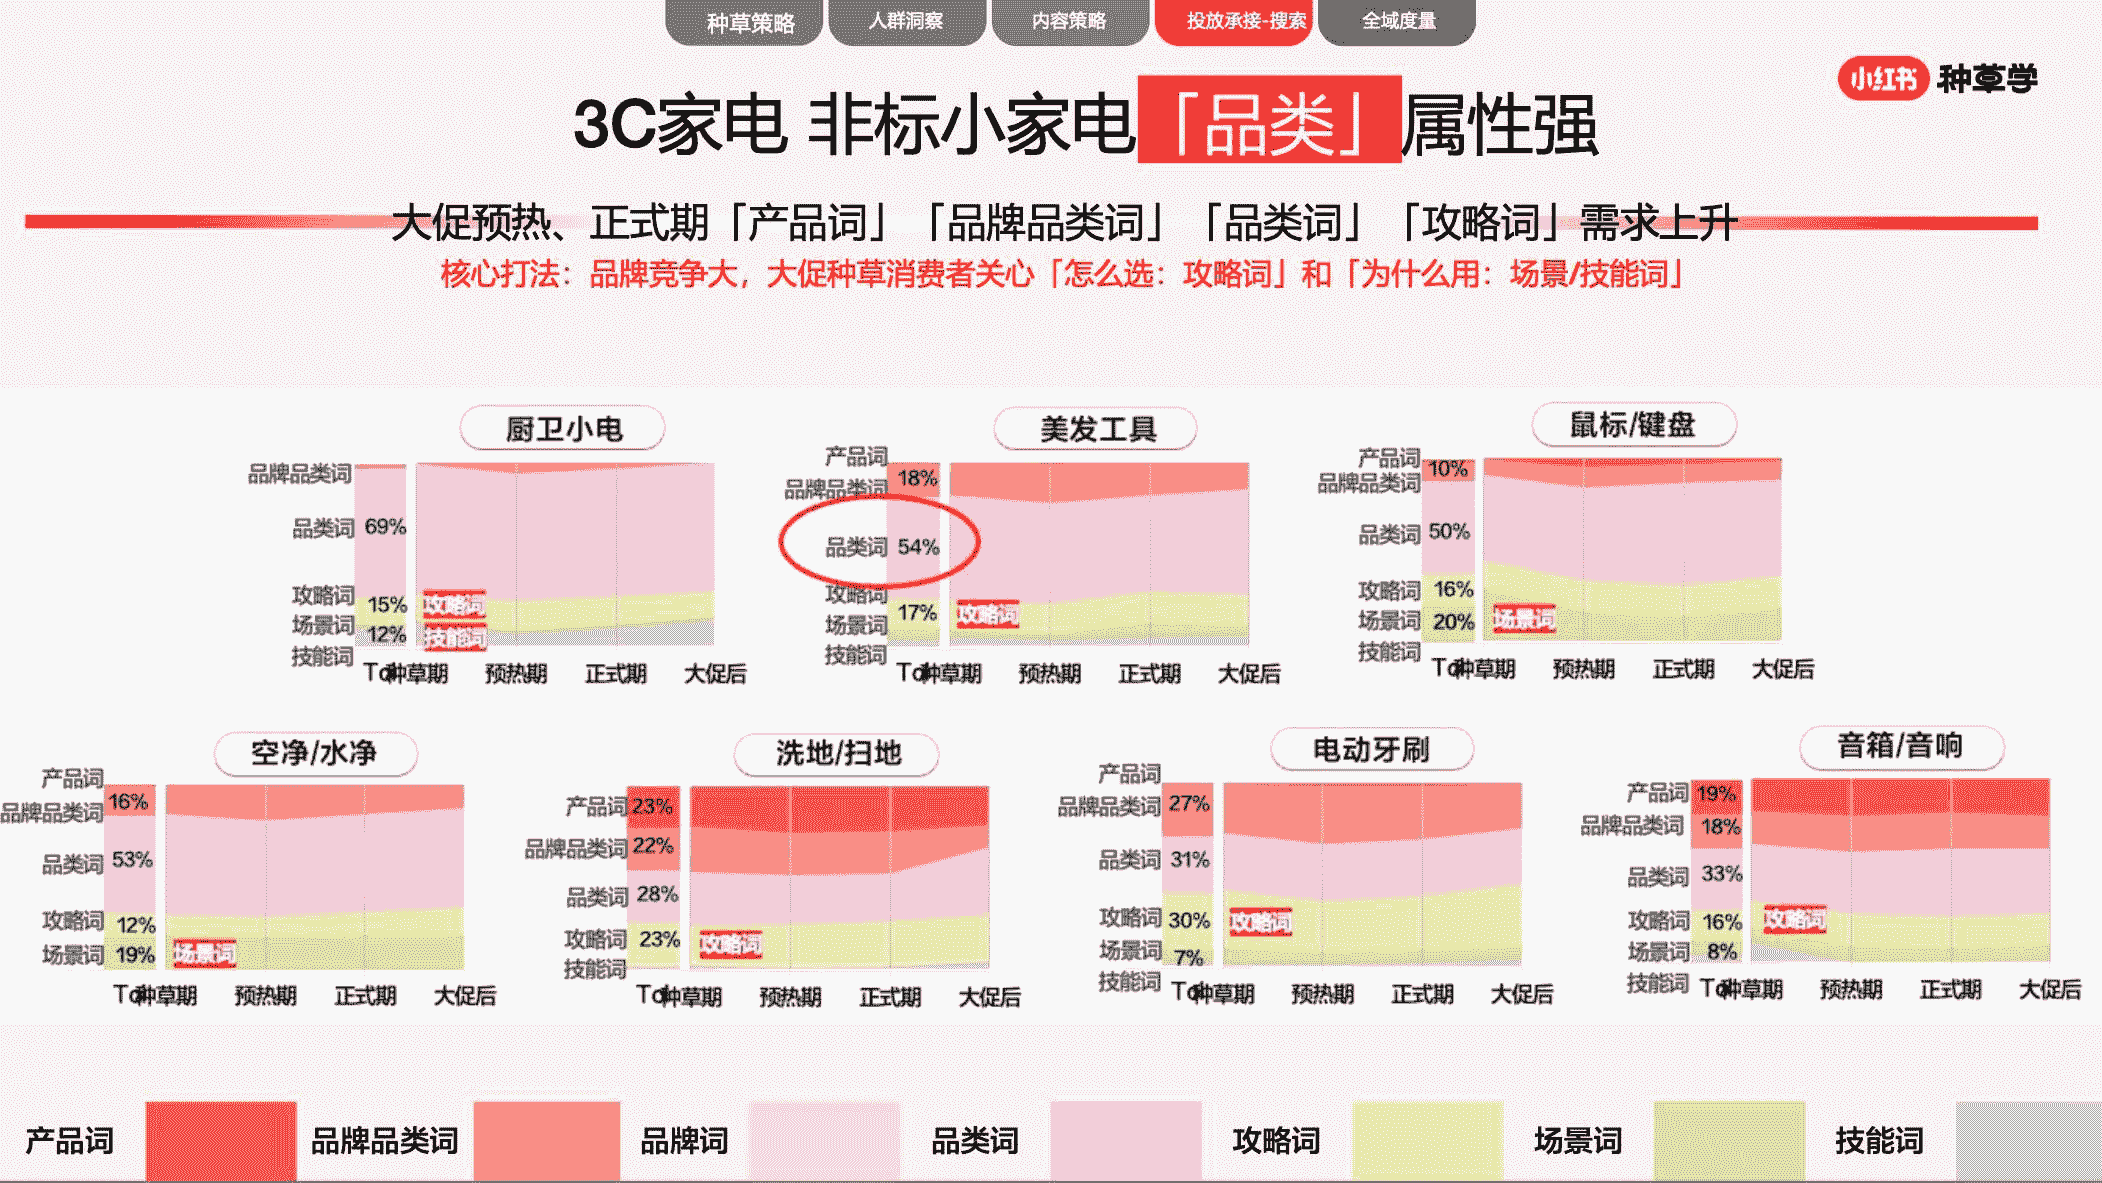 种草策略
人群洞察
内容策略
投放承接-搜索
全域度量
小红书 种草学
3C家电 非标小家电「品类」属性强
大促预热、正式期「产品词」「品牌品类词」「品类词」「攻略词」需求上升
核心打法：品牌竞争大，大促种草消费者关心「怎么选：攻略词」和「为什么用：场景/技能词」
厨卫小电
品牌品类词
品类词 69%
攻略词 15%
场景词 12%
技能词
攻略词
技能词
种草期 预热期 正式期 大促后
美发工具
产品词 18%
品牌品类词
品类词 54%
攻略词 17%
场景词
技能词
攻略词
种草期 预热期 正式期 大促后
鼠标/键盘
产品词 10%
品牌品类词
品类词 50%
攻略词 16%
场景词 20%
技能词
场景词
种草期 预热期 正式期 大促后
空净/水净
产品词 16%
品牌品类词
品类词 53%
攻略词 12%
场景词 19%
场景词
种草期 预热期 正式期 大促后
洗地/扫地
产品词 23%
品牌品类词 22%
品类词 28%
攻略词 23%
技能词
攻略词
种草期 预热期 正式期 大促后
电动牙刷
产品词
品牌品类词 27%
品类词 31%
攻略词 30%
场景词 7%
技能词
攻略词
种草期 预热期 正式期 大促后
音箱/音响
产品词 19%
品牌品类词 18%
品类词 33%
攻略词 16%
场景词 8%
技能词
攻略词
种草期 预热期 正式期 大促后
产品词 品牌品类词 品牌词 品类词 攻略词 场景词 技能词